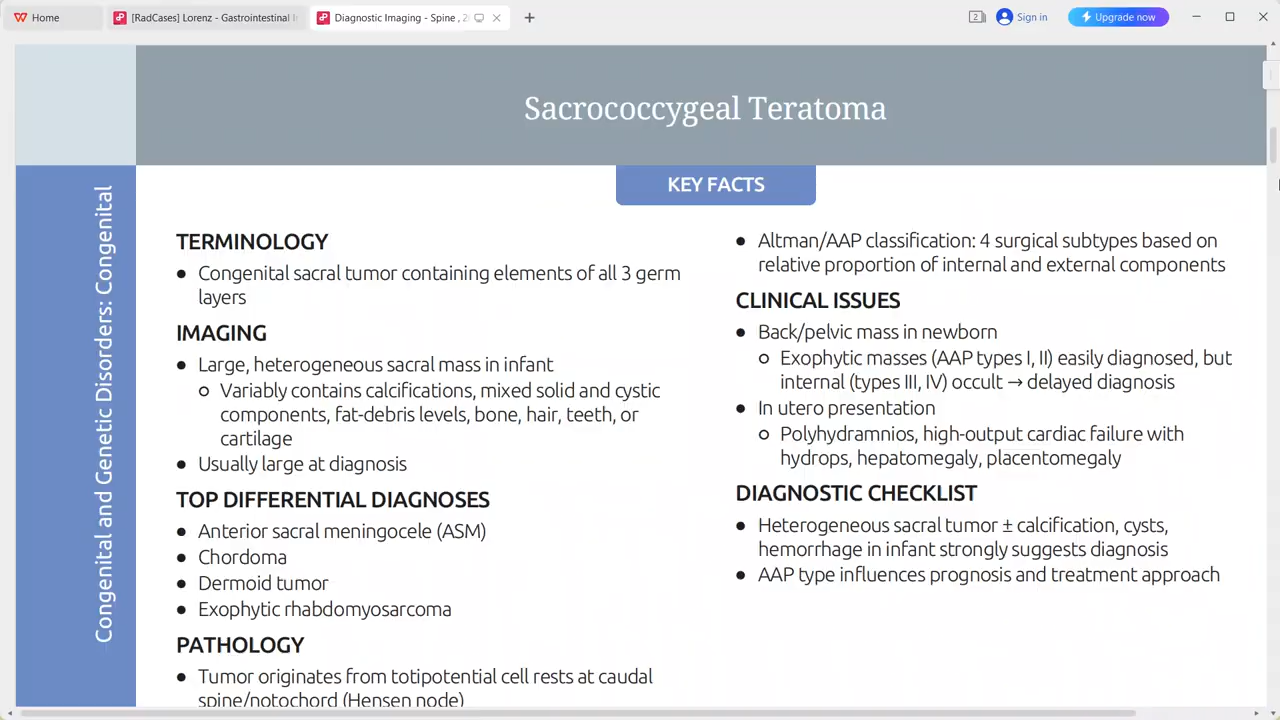 Home
[RadCases] Lorenz - Gastrointestinal I
Diagnostic Imaging - Spine , 2
2
Sign in
Upgrade now
Sacrococcygeal Teratoma
KEY FACTS
Congenital and Genetic Disorders: Congenital
TERMINOLOGY
● Congenital sacral tumor containing elements of all 3 germ
layers
IMAGING
● Large, heterogeneous sacral mass in infant
○ Variably contains calcifications, mixed solid and cystic
components, fat-debris levels, bone, hair, teeth, or
cartilage
● Usually large at diagnosis
TOP DIFFERENTIAL DIAGNOSES
● Anterior sacral meningocele (ASM)
● Chordoma
● Dermoid tumor
● Exophytic rhabdomyosarcoma
PATHOLOGY
● Tumor originates from totipotential cell rests at caudal
spine/notochord (Hensen node)
● Altman/AAP classification: 4 surgical subtypes based on
relative proportion of internal and external components
CLINICAL ISSUES
● Back/pelvic mass in newborn
○ Exophytic masses (AAP types I, II) easily diagnosed, but
internal (types III, IV) occult → delayed diagnosis
● In utero presentation
○ Polyhydramnios, high-output cardiac failure with
hydrops, hepatomegaly, placentomegaly
DIAGNOSTIC CHECKLIST
● Heterogeneous sacral tumor ± calcification, cysts,
hemorrhage in infant strongly suggests diagnosis
● AAP type influences prognosis and treatment approach